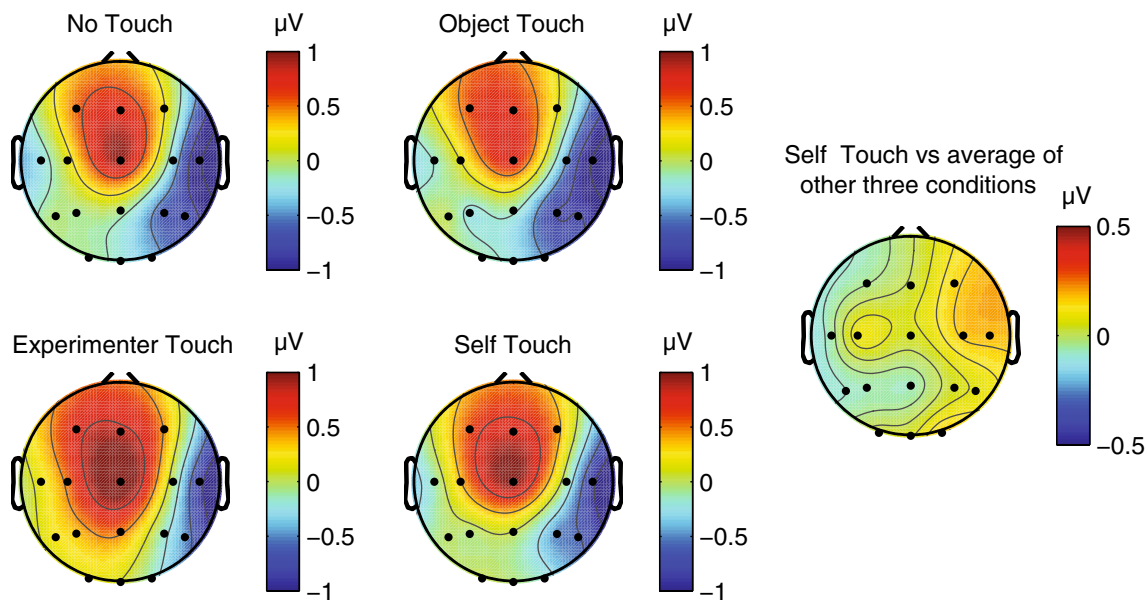 No Touch
μV
1
0.5
0
−0.5
−1
Object Touch
μV
1
0.5
0
−0.5
−1
Experimenter Touch
μV
1
0.5
0
−0.5
−1
Self Touch
μV
1
0.5
0
−0.5
−1
Self Touch vs average of
other three conditions
μV
0.5
0
−0.5